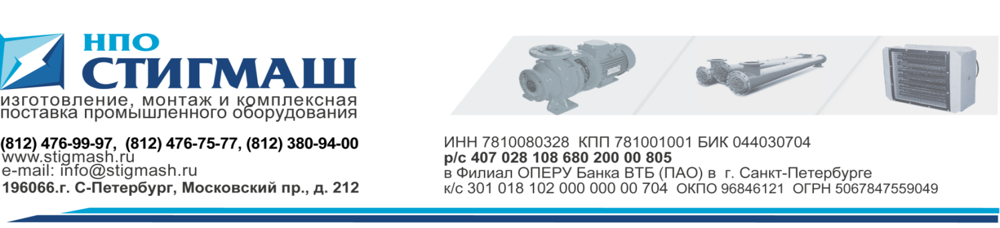 НПО
СТИГМАШ
изготовление, монтаж и комплексная
поставка промышленного оборудования
(812) 476-99-97, (812) 476-75-77, (812) 380-94-00
www.stigmash.ru
e-mail: info@stigmash.ru
196066.г. С-Петербург, Московский пр., д. 212
ИНН 7810080328 КПП 781001001 БИК 044030704
р/с 407 028 108 680 200 00 805
в Филиал ОПЕРУ Банка ВТБ (ПАО) в г. Санкт-Петербурге
к/с 301 018 102 000 000 00 704 ОКПО 96846121 ОГРН 5067847559049